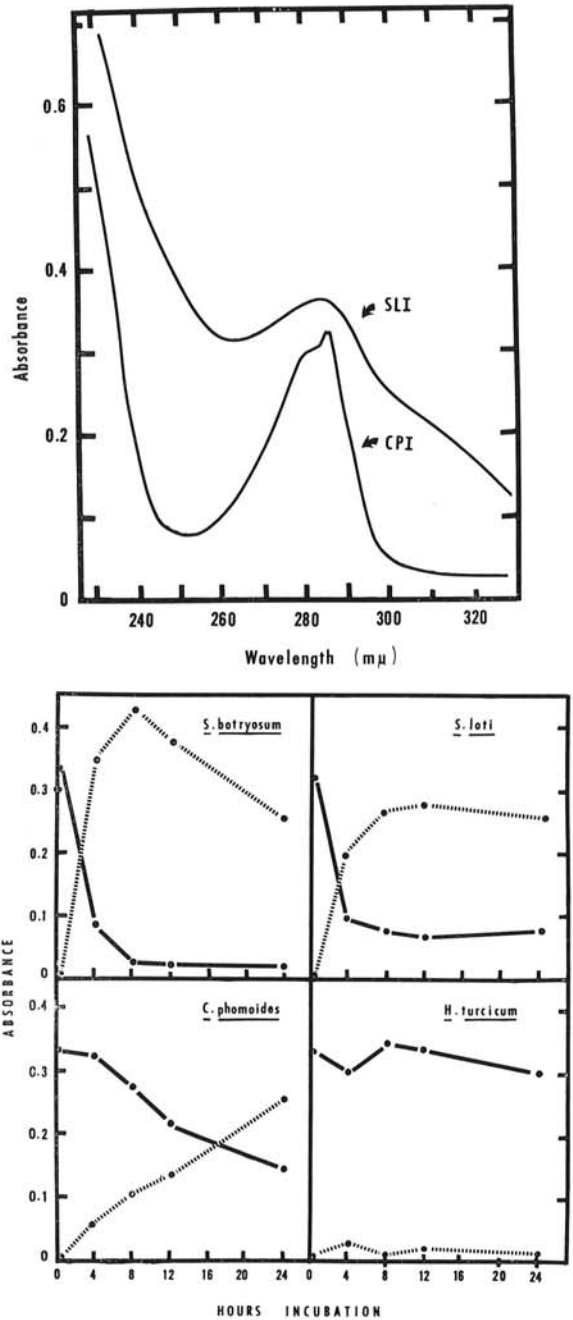 0.6
0.4
0.2
0
Absorbance
SLI
CPI
240 260 280 300 320
Wavelength (mμ)
S. botryosum
S. loti
0.4
0.3
0.2
0.1
0
C. phomoides
H. turcicum
0.4
0.3
0.2
0.1
0
ABSORBANCE
0 4 8 12 16 20 24 0 4 8 12 16 20 24
HOURS INCUBATION